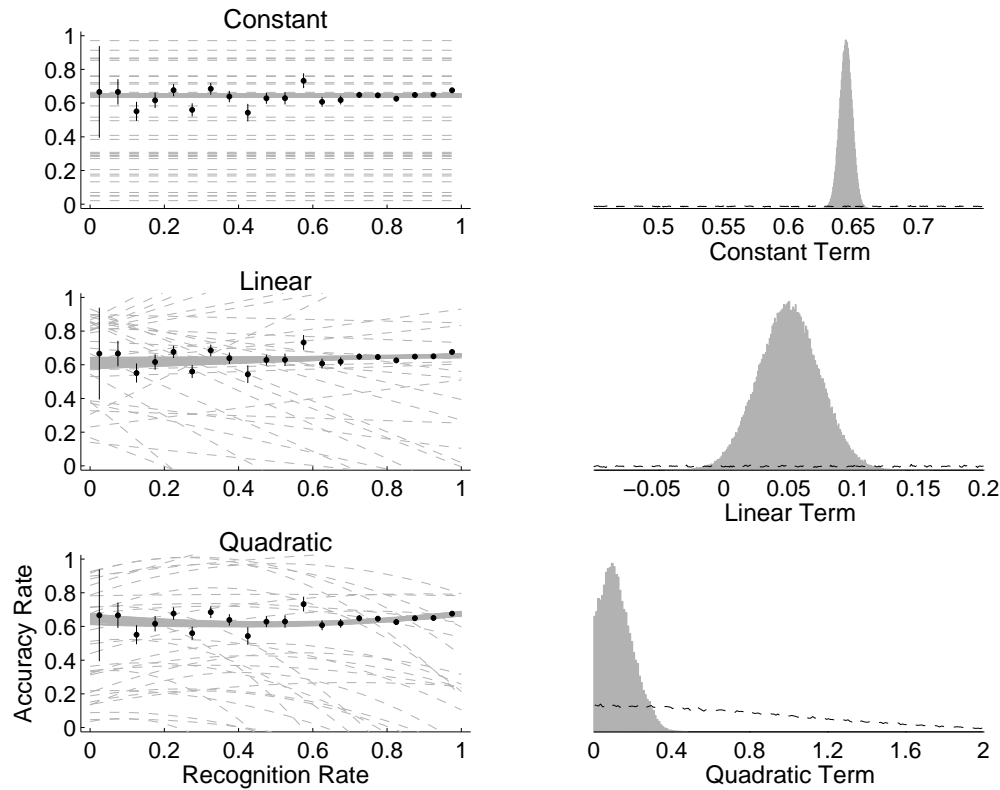 Constant
1
0.8
0.6
0.4
0.2
0
0 0.2 0.4 0.6 0.8 1
0.5 0.55 0.6 0.65 0.7
Constant Term
Linear
1
0.8
0.6
0.4
0.2
0
0 0.2 0.4 0.6 0.8 1
−0.05 0 0.05 0.1 0.15 0.2
Linear Term
Quadratic
1
0.8
0.6
0.4
0.2
0
Accuracy Rate
0 0.2 0.4 0.6 0.8 1
Recognition Rate
0 0.4 0.8 1.2 1.6 2
Quadratic Term